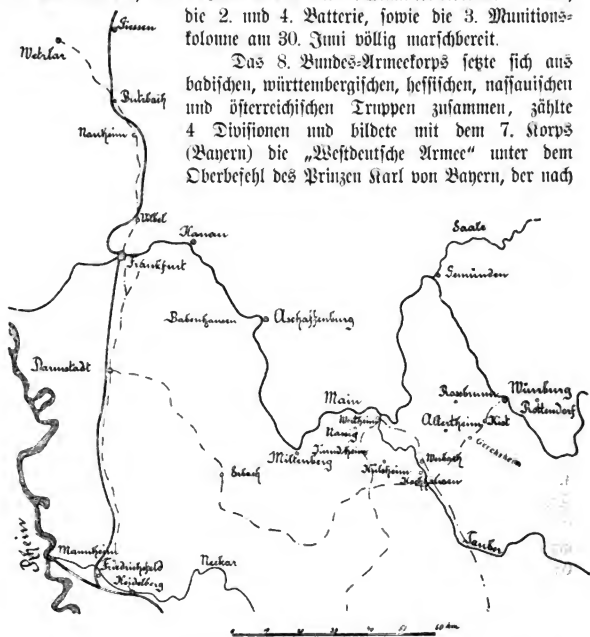 die 2. und 4. Batterie, sowie die 3. Munitions=
kolonne am 30. Juni völlig marschbereit.
Das 8. Bundes=Armeekorps setzte sich aus
badischen, württembergischen, hessischen, nassauischen
und österreichischen Truppen zusammen, zählte
4 Divisionen und bildete mit dem 7. Korps
(Bayern) die „Westdeutsche Armee“ unter dem
Oberbefehl des Prinzen Karl von Bayern, der nach
Giessen
Wetzlar
Butzbach
Nauheim
Vilbel
Hanau
Frankfurt
Saale
Gemünden
Babenhausen
Aschaffenburg
Darmstadt
Main
Rossbrunn
Würzburg
Rottendorf
Altertheim
Kist
Gerchsheim
Wertheim
Nassig
Sundheim
Miltenberg
Erbach
Külsheim
Werbach
Hochhausen
Tauber
Rhein
Mannheim
Friedrichsfeld
Heidelberg
Neckar
60 km